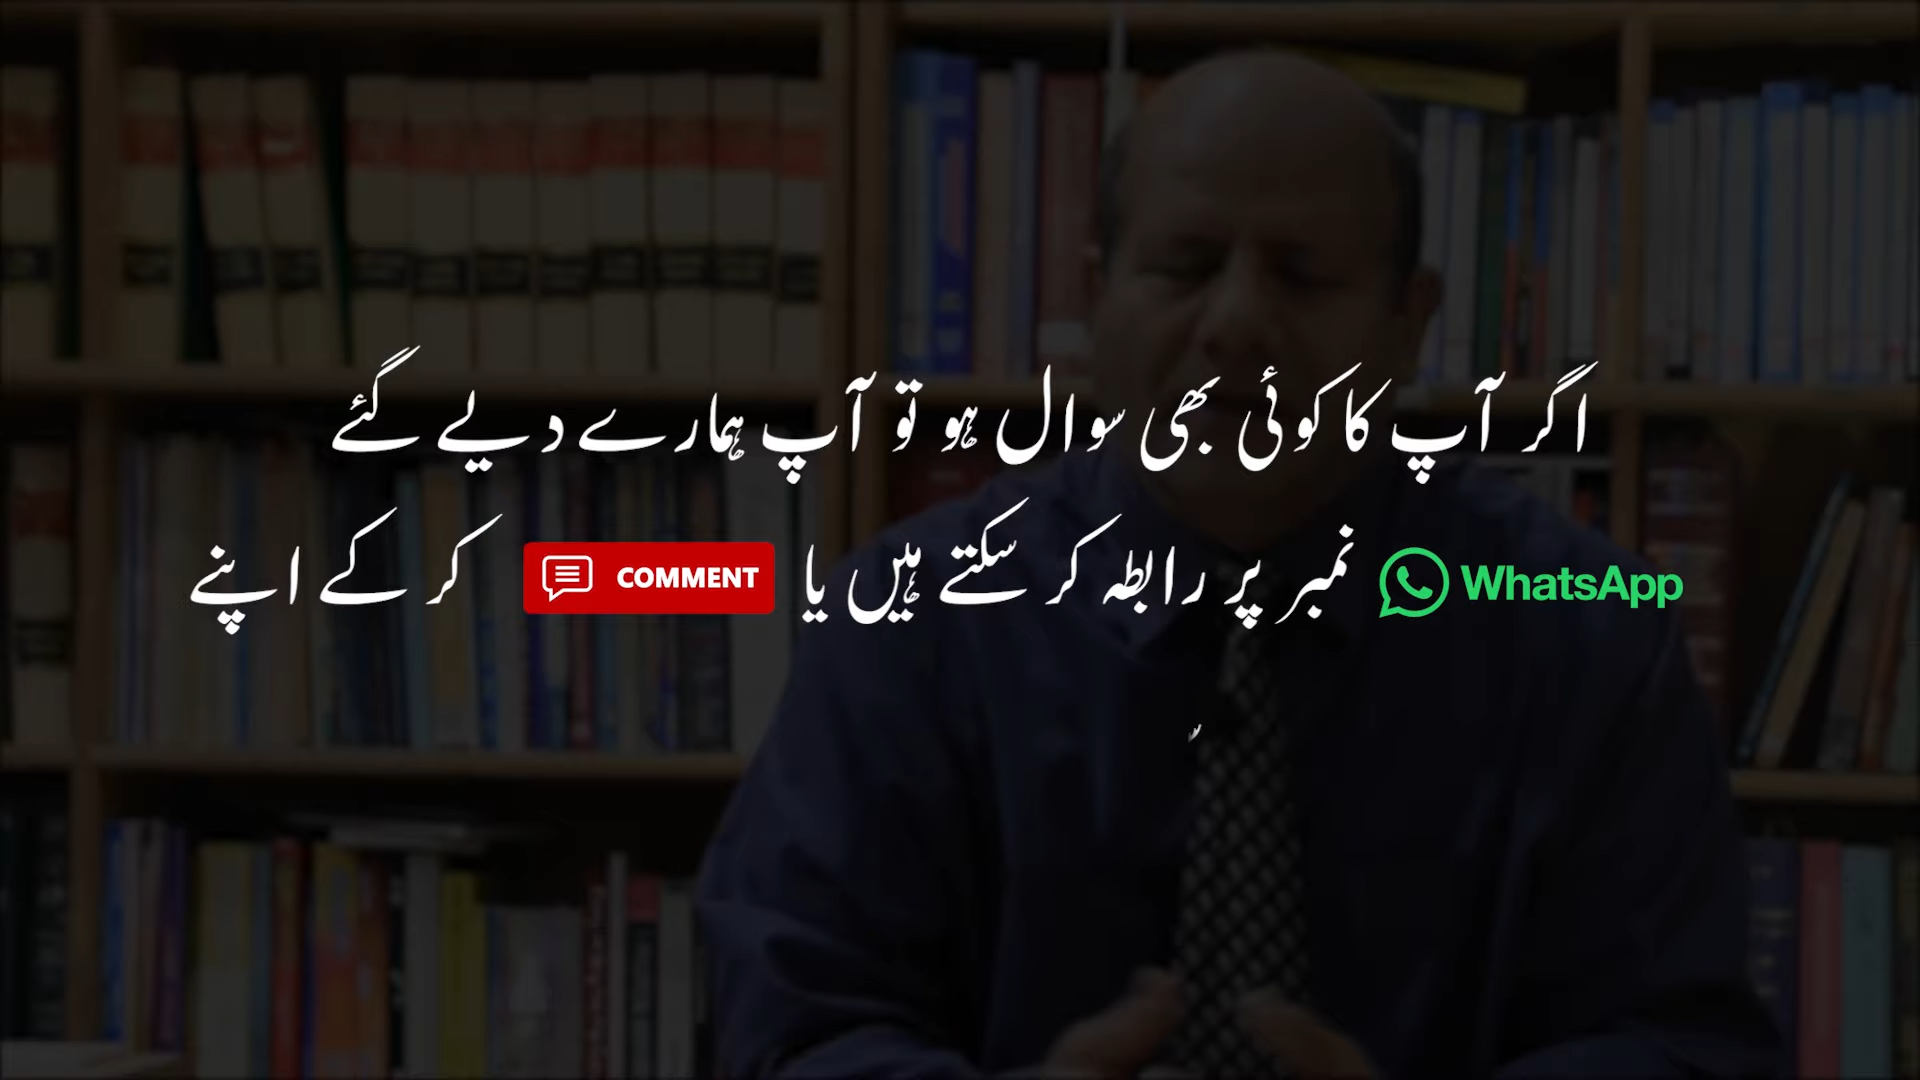 اگر آپ کا کوئی بھی سوال ہو تو آپ ہمارے دیے گئے
WhatsApp نمبر پر رابطہ کر سکتے ہیں یا COMMENT کر کے اپنے